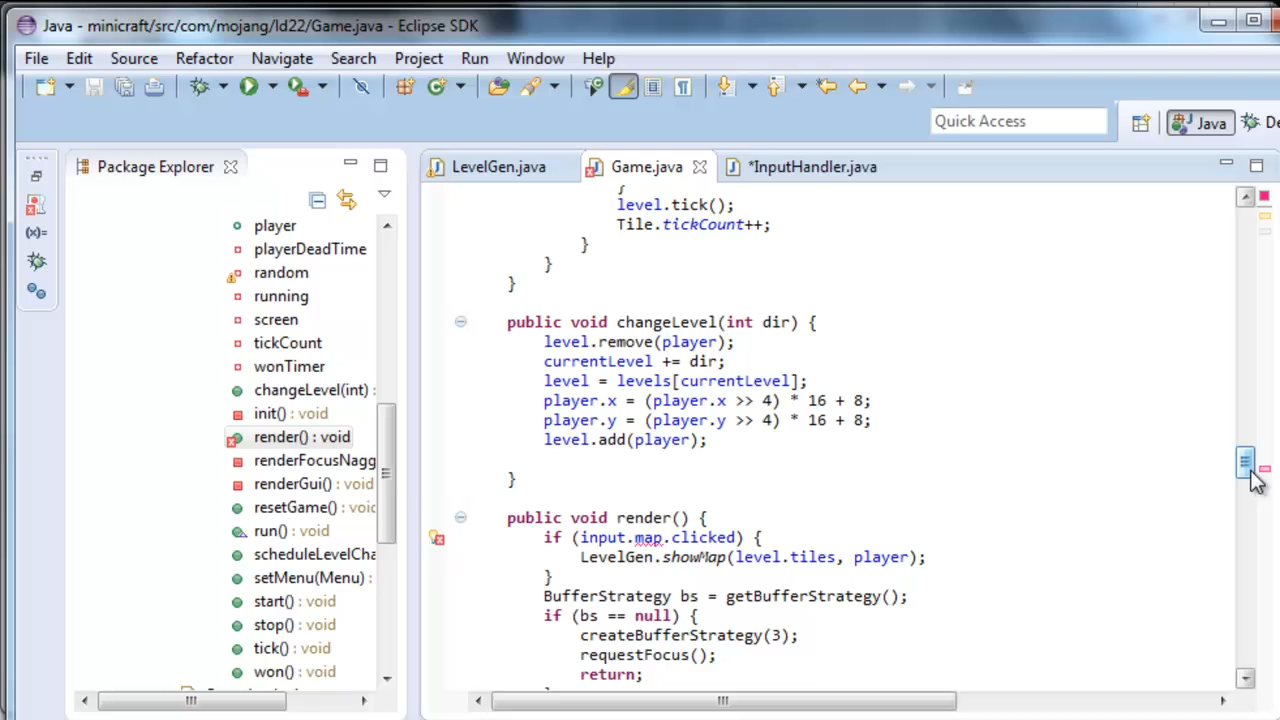 Java - minicraft/src/com/mojang/ld22/Game.java - Eclipse SDK
File Edit Source Refactor Navigate Search Project Run Window Help
Quick Access
Java
De
Package Explorer
LevelGen.java
Game.java
*InputHandler.java
(x)=
player
playerDeadTime
random
running
screen
tickCount
wonTimer
changeLevel(int) :
init() : void
render() : void
renderFocusNagg
renderGui() : void
resetGame() : voic
run() : void
scheduleLevelCha
setMenu(Menu) :
start() : void
stop() : void
tick() : void
won() : void
{
level.tick();
Tile.tickCount++;
}
}
}
public void changeLevel(int dir) {
level.remove(player);
currentLevel += dir;
level = levels[currentLevel];
player.x = (player.x >> 4) * 16 + 8;
player.y = (player.y >> 4) * 16 + 8;
level.add(player);
}
public void render() {
if (input.map.clicked) {
LevelGen.showMap(level.tiles, player);
}
BufferStrategy bs = getBufferStrategy();
if (bs == null) {
createBufferStrategy(3);
requestFocus();
return;